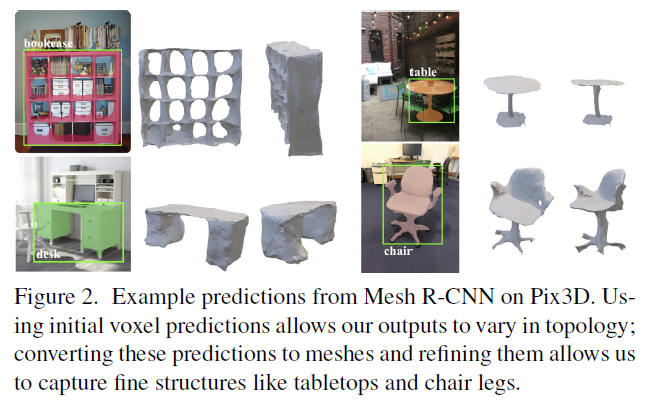 bookcase
table
desk
chair
Figure 2. Example predictions from Mesh R-CNN on Pix3D. Us-
ing initial voxel predictions allows our outputs to vary in topology;
converting these predictions to meshes and refining them allows us
to capture fine structures like tabletops and chair legs.